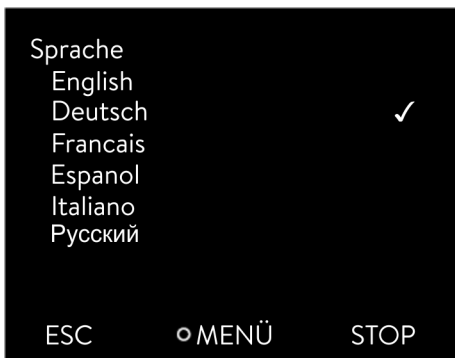 Sprache
English
Deutsch ✓
Francais
Espanol
Italiano
Русский
ESC MENÜ STOP